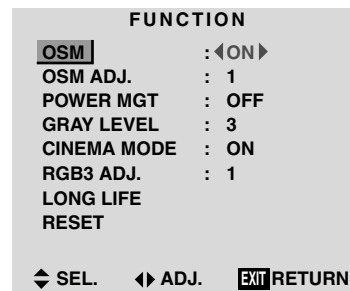 FUNCTION
OSM : ON
OSM ADJ. : 1
POWER MGT : OFF
GRAY LEVEL : 3
CINEMA MODE : ON
RGB3 ADJ. : 1
LONG LIFE
RESET
SEL. ADJ. EXIT RETURN